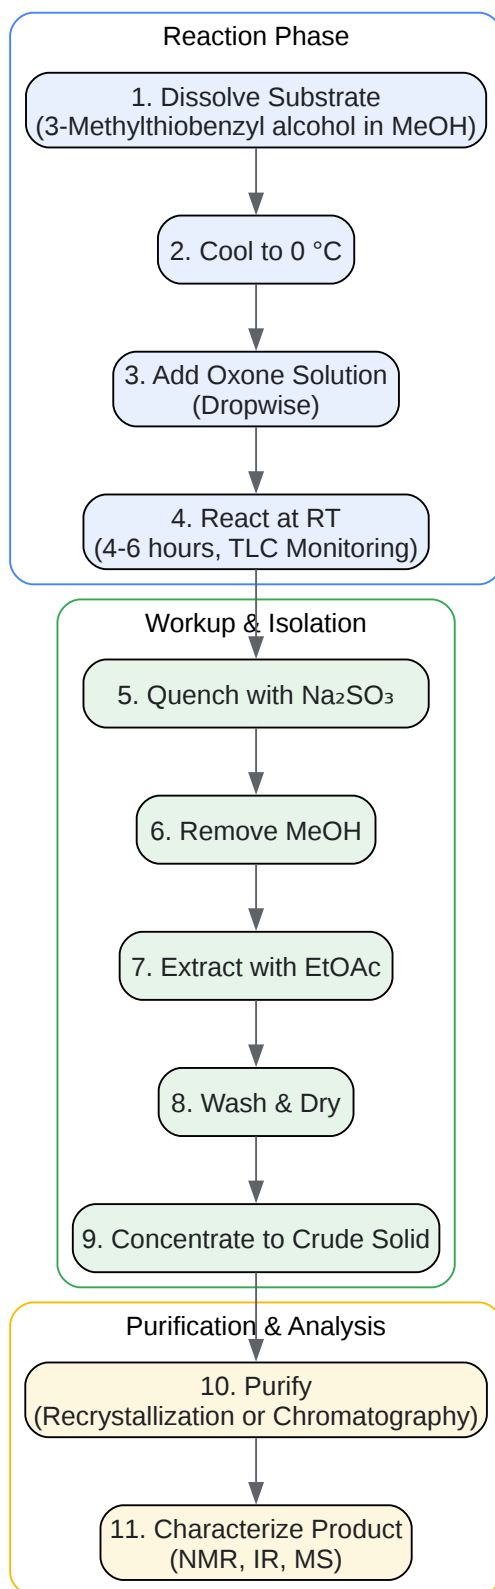 Reaction Phase
1. Dissolve Substrate
(3-Methylthiobenzyl alcohol in MeOH)
2. Cool to 0 °C
3. Add Oxone Solution
(Dropwise)
4. React at RT
(4-6 hours, TLC Monitoring)
Workup & Isolation
5. Quench with Na₂SO₃
6. Remove MeOH
7. Extract with EtOAc
8. Wash & Dry
9. Concentrate to Crude Solid
Purification & Analysis
10. Purify
(Recrystallization or Chromatography)
11. Characterize Product
(NMR, IR, MS)